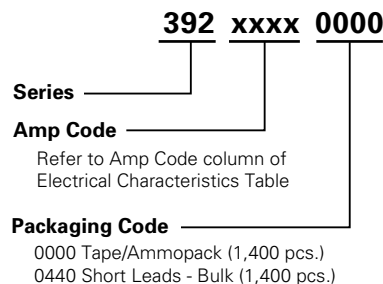 392 xxxx 0000
Series
Amp Code
Refer to Amp Code column of
Electrical Characteristics Table
Packaging Code
0000 Tape/Ammopack (1,400 pcs.)
0440 Short Leads - Bulk (1,400 pcs.)